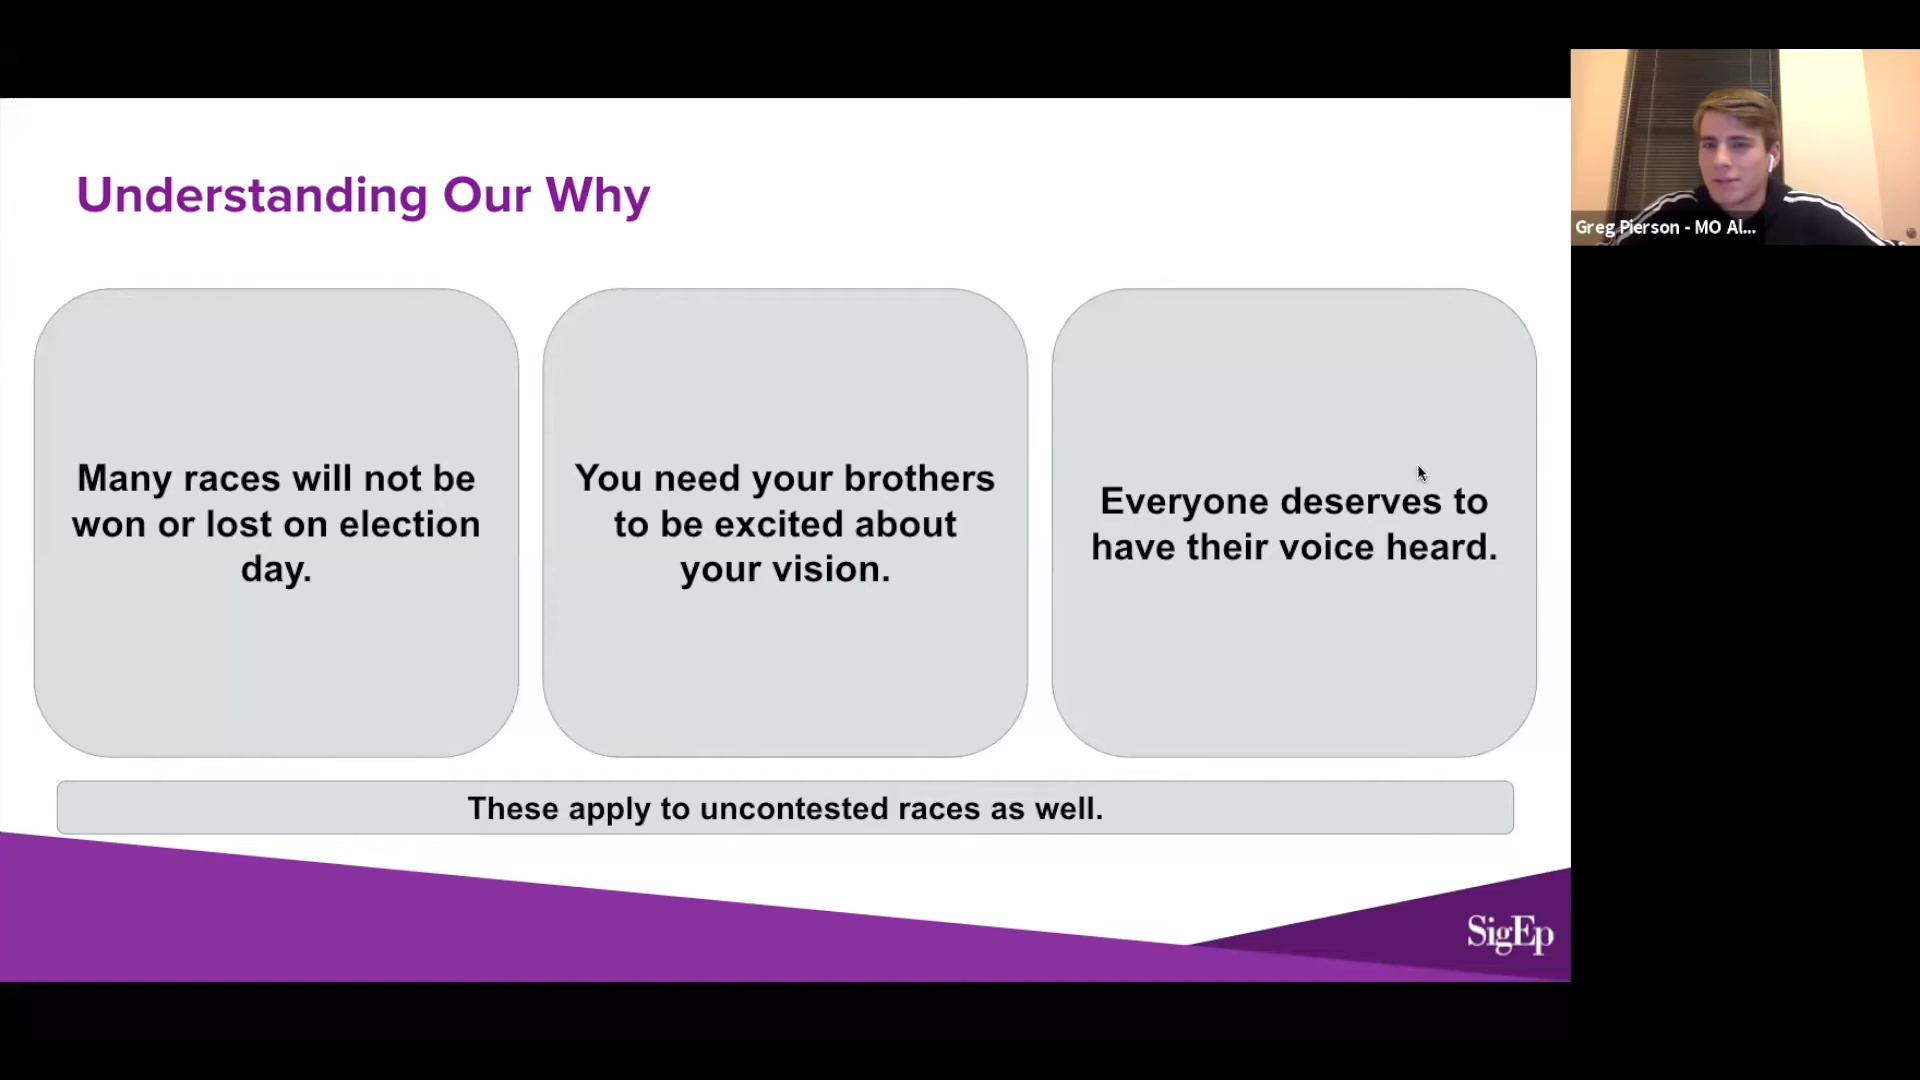 Understanding Our Why
Many races will not be
won or lost on election
day.
You need your brothers
to be excited about
your vision.
Everyone deserves to
have their voice heard.
These apply to uncontested races as well.
SigEp
Greg Pierson - MO Al...